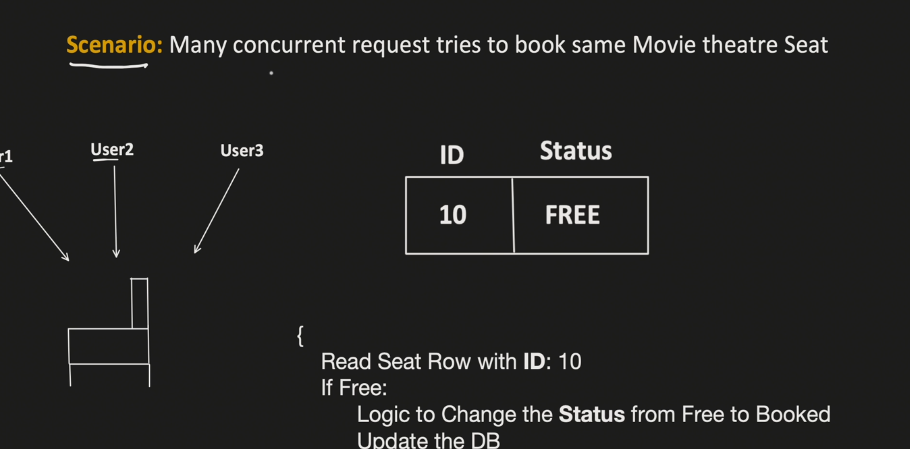 Scenario: Many concurrent request tries to book same Movie theatre Seat
r1
User2
User3
ID
Status
10
FREE
{
Read Seat Row with ID: 10
If Free:
Logic to Change the Status from Free to Booked
Update the DB